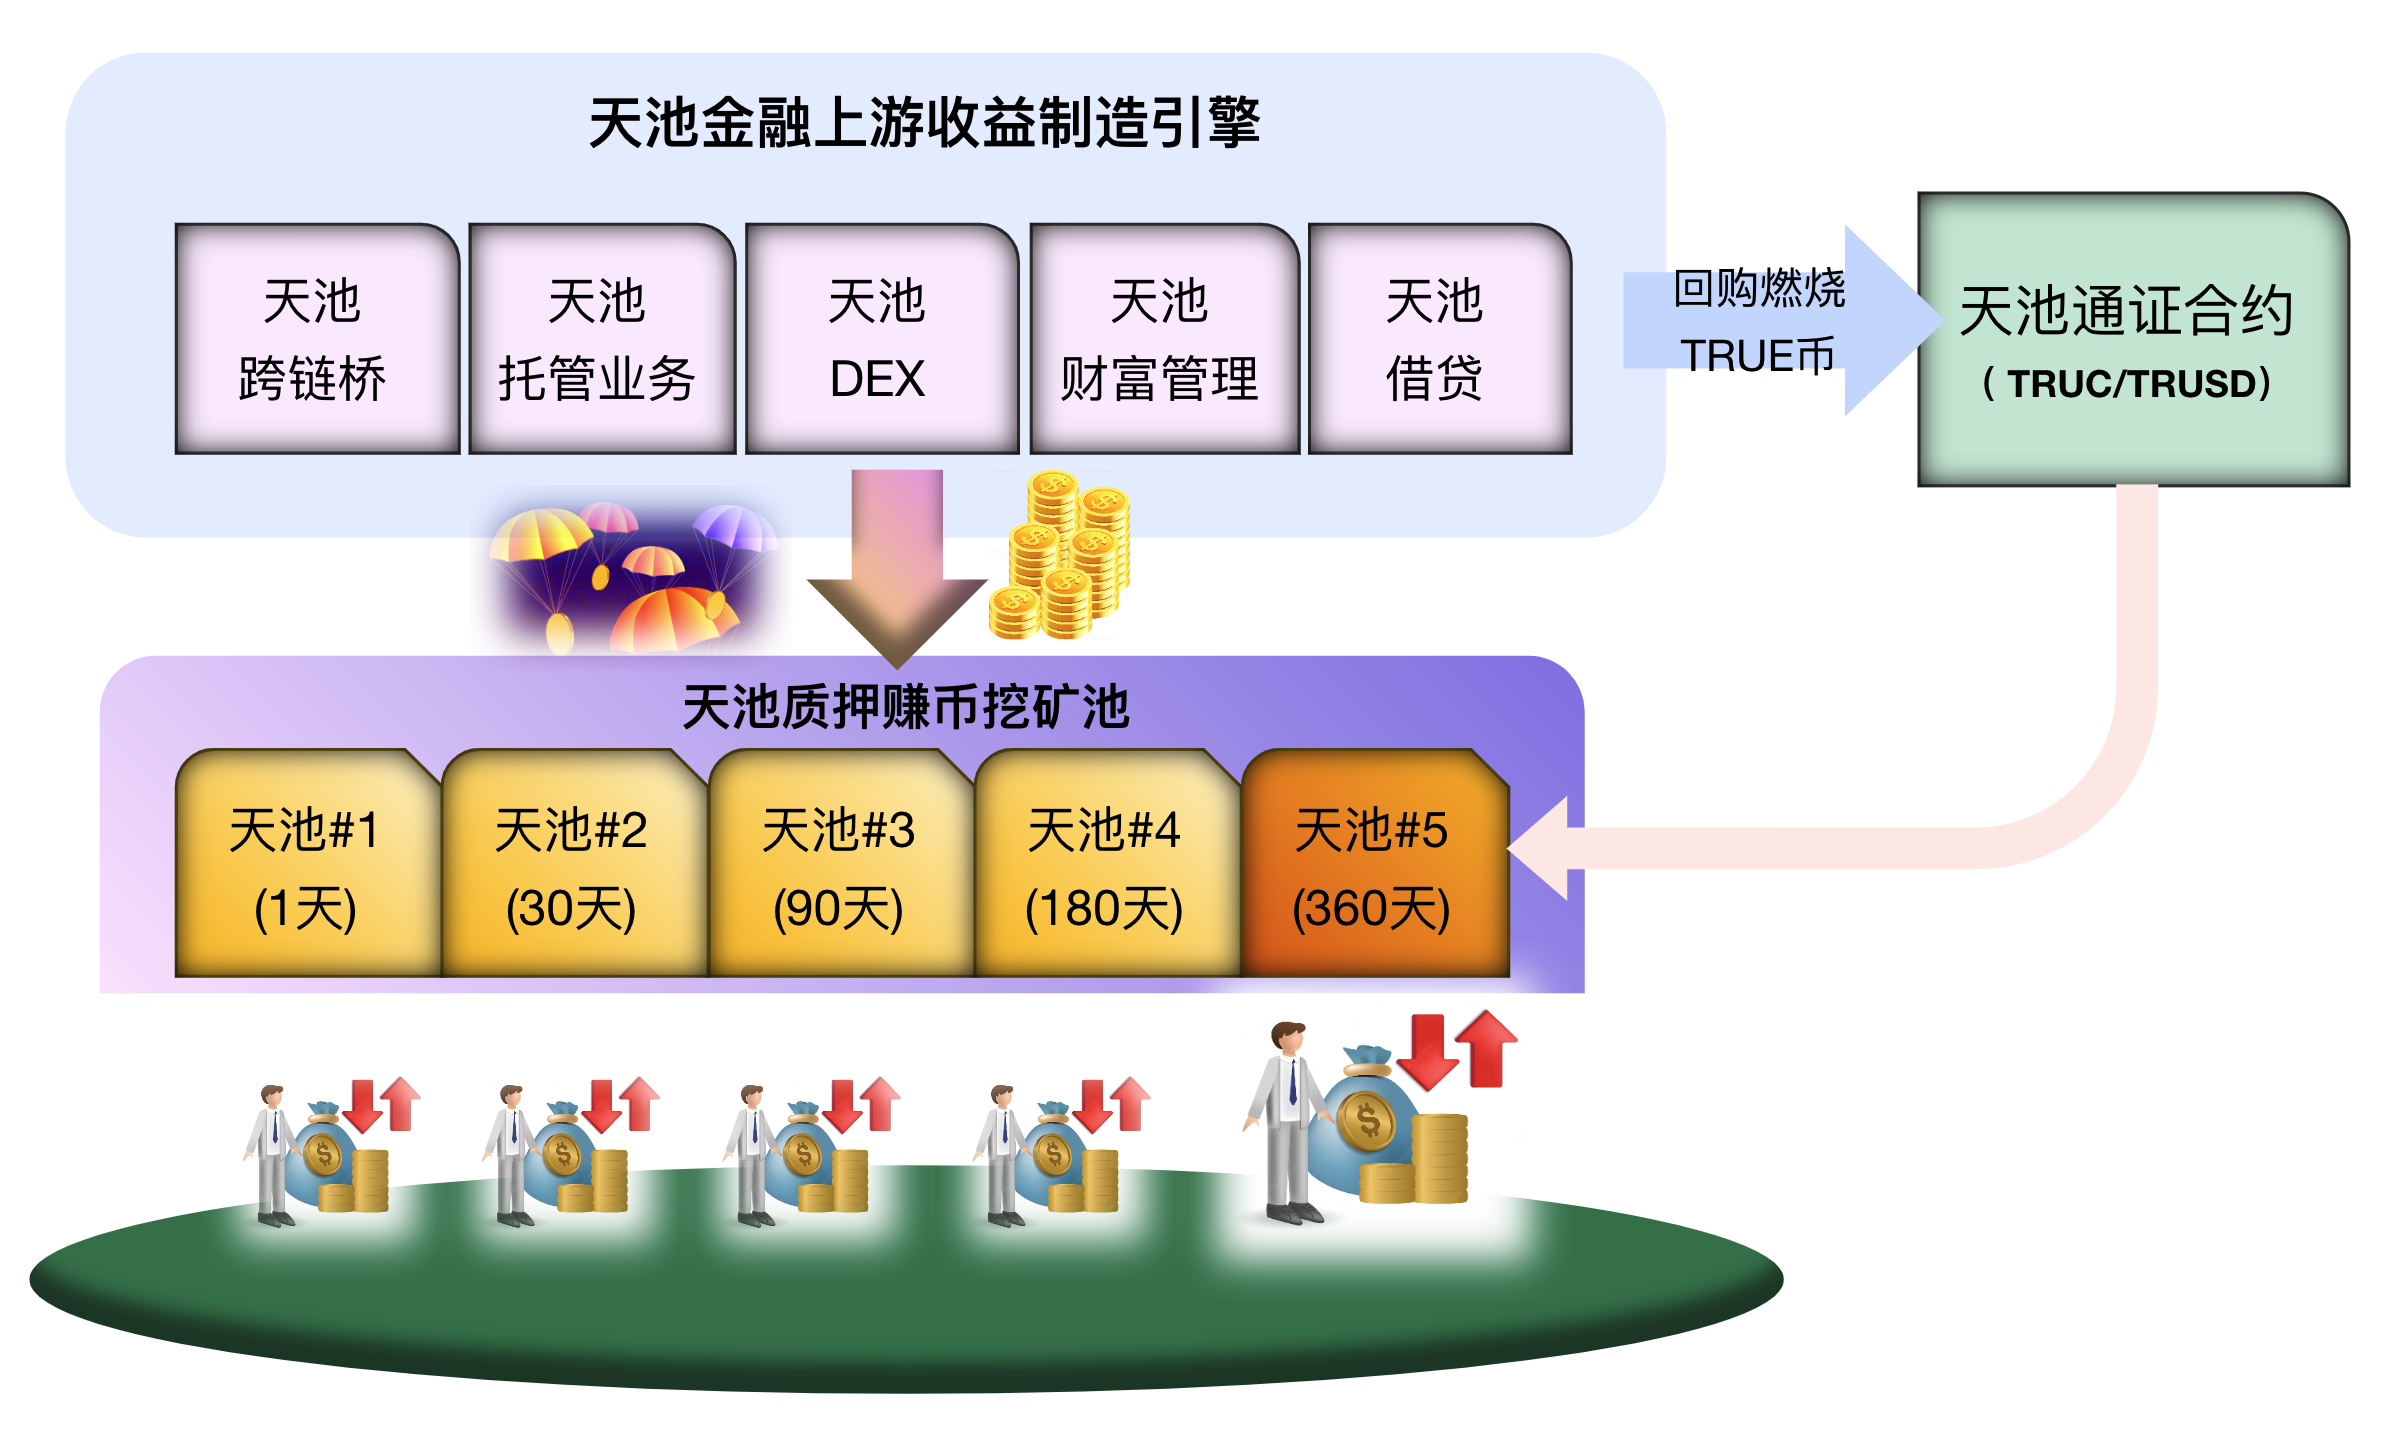 天池金融上游收益制造引擎
天池
跨链桥
天池
托管业务
天池
DEX
天池
财富管理
天池
借贷
回购燃烧
TRUE币
天池通证合约
( TRUC/TRUSD)
天池质押赚币挖矿池
天池#1
(1天)
天池#2
(30天)
天池#3
(90天)
天池#4
(180天)
天池#5
(360天)